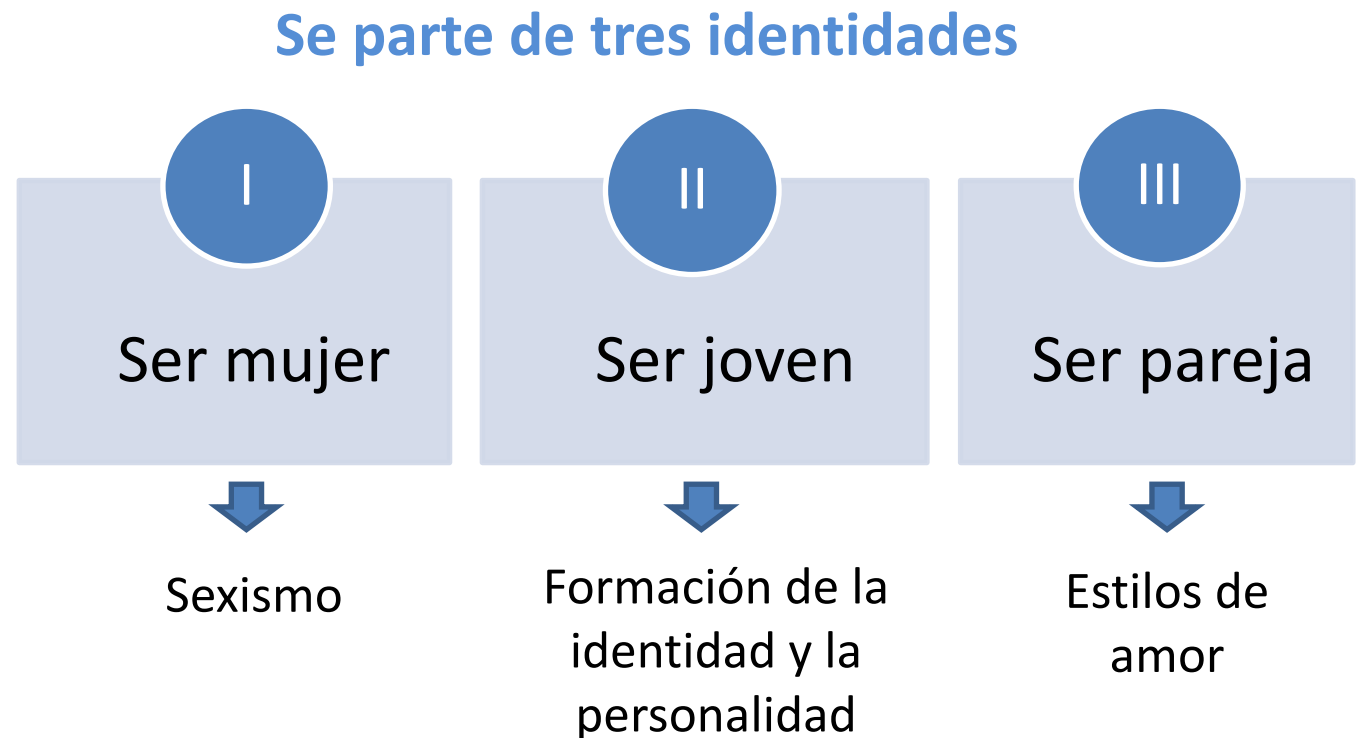 Se parte de tres identidades
I
II
III
Ser mujer
Ser joven
Ser pareja
Sexismo
Formación de la
identidad y la
personalidad
Estilos de
amor